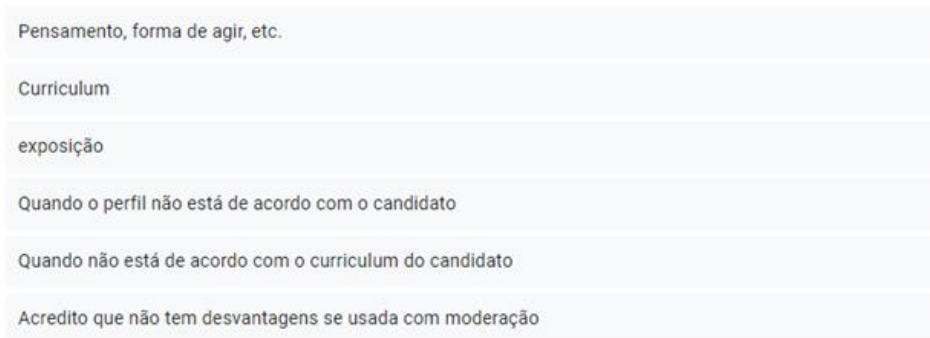 Pensamento, forma de agir, etc.
Curriculum
exposição
Quando o perfil não está de acordo com o candidato
Quando não está de acordo com o curriculum do candidato
Acredito que não tem desvantagens se usada com moderação